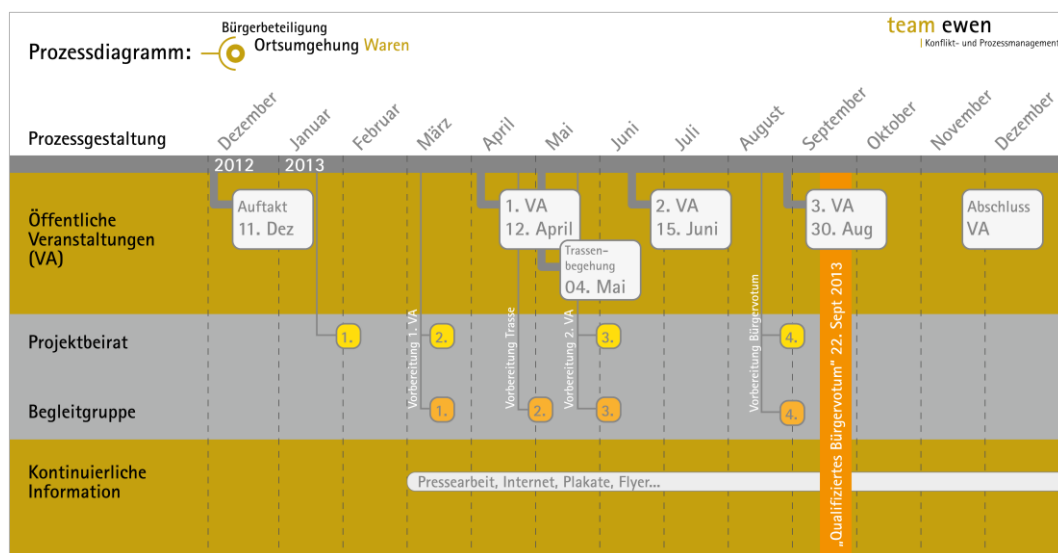 Prozessdiagramm:
Bürgerbeteiligung
Ortsumgehung Waren
team ewen
| Konflikt- und Prozessmanagement
Prozessgestaltung
Dezember
Januar
Februar
März
April
Mai
Juni
Juli
August
September
Oktober
November
Dezember
2012
2013
Öffentliche
Veranstaltungen
(VA)
Auftakt
11. Dez
1. VA
12. April
Trassen-
begehung
04. Mai
2. VA
15. Juni
3. VA
30. Aug
Abschluss
VA
Vorbereitung 1. VA
Vorbereitung Trasse
Vorbereitung 2. VA
Vorbereitung Bürgervotum
„Qualifiziertes Bürgervotum“ 22. Sept 2013
Projektbeirat
1.
2.
3.
4.
Begleitgruppe
1.
2.
3.
4.
Kontinuierliche
Information
Pressearbeit, Internet, Plakate, Flyer...